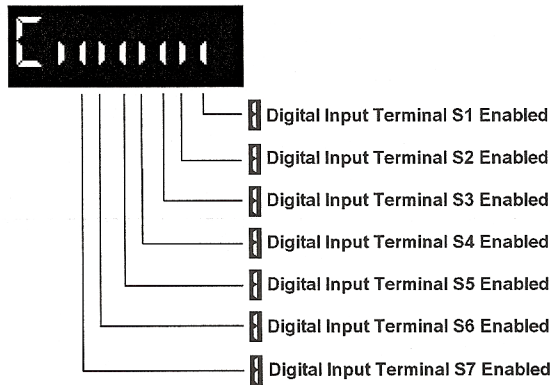 Digital Input Terminal S1 Enabled
Digital Input Terminal S2 Enabled
Digital Input Terminal S3 Enabled
Digital Input Terminal S4 Enabled
Digital Input Terminal S5 Enabled
Digital Input Terminal S6 Enabled
Digital Input Terminal S7 Enabled